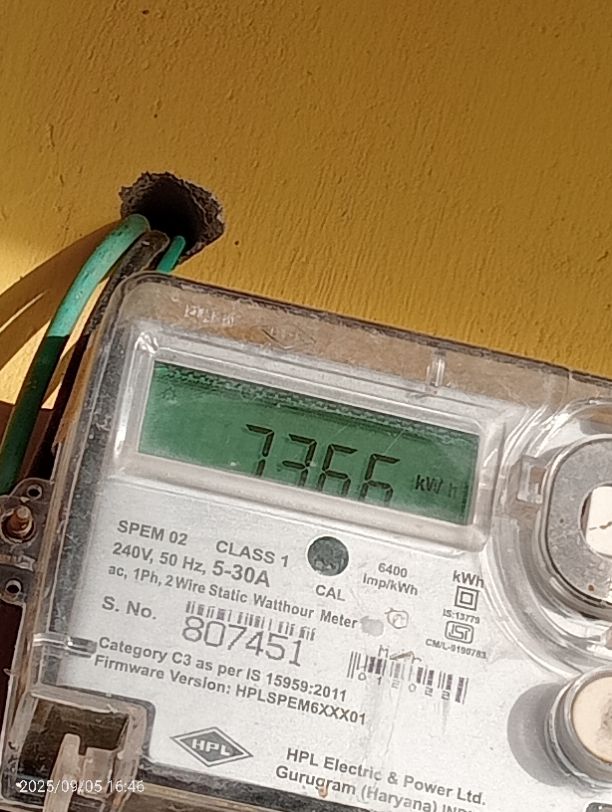 7366 kWh
SPEM 02 CLASS 1
240V, 50 Hz, 5-30A
ac, 1Ph, 2 Wire Static Watthour Meter
CAL
6400
Imp/kWh
kWh
IS:13779
CM/L-9190783
S. No.
807451
Category C3 as per IS 15959:2011
Firmware Version: HPLSPEM6XXX01
HPL
HPL Electric & Power Ltd.
Gurugram (Haryana)
2025/09/05 16:46